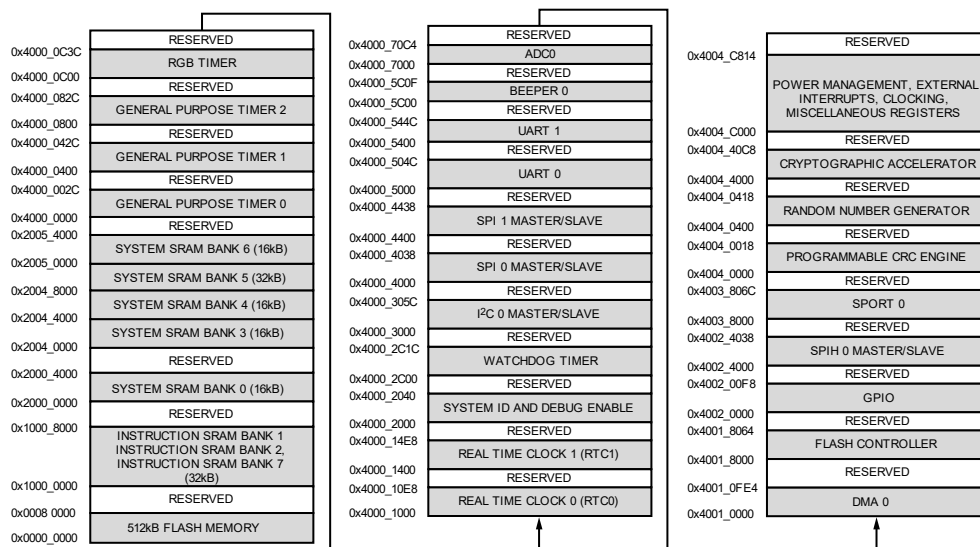 RESERVED
0x4000_0C3C
RGB TIMER
0x4000_0C00
RESERVED
0x4000_082C
GENERAL PURPOSE TIMER 2
0x4000_0800
RESERVED
0x4000_042C
GENERAL PURPOSE TIMER 1
0x4000_0400
RESERVED
0x4000_002C
GENERAL PURPOSE TIMER 0
0x4000_0000
RESERVED
0x2005_4000
SYSTEM SRAM BANK 6 (16kB)
0x2005_0000
SYSTEM SRAM BANK 5 (32kB)
0x2004_8000
SYSTEM SRAM BANK 4 (16kB)
0x2004_4000
SYSTEM SRAM BANK 3 (16kB)
0x2004_0000
RESERVED
0x2000_4000
SYSTEM SRAM BANK 0 (16kB)
0x2000_0000
RESERVED
0x1000_8000
INSTRUCTION SRAM BANK 1
INSTRUCTION SRAM BANK 2,
INSTRUCTION SRAM BANK 7
(32kB)
0x1000_0000
RESERVED
0x0008 0000
512kB FLASH MEMORY
0x0000_0000
RESERVED
0x4000_70C4
ADC0
0x4000_7000
RESERVED
0x4000_5C0F
BEEPER 0
0x4000_5C00
RESERVED
0x4000_544C
UART 1
0x4000_5400
RESERVED
0x4000_504C
UART 0
0x4000_5000
RESERVED
0x4000_4438
SPI 1 MASTER/SLAVE
0x4000_4400
RESERVED
0x4000_4038
SPI 0 MASTER/SLAVE
0x4000_4000
RESERVED
0x4000_305C
I2C 0 MASTER/SLAVE
0x4000_3000
RESERVED
0x4000_2C1C
WATCHDOG TIMER
0x4000_2C00
RESERVED
0x4000_2040
SYSTEM ID AND DEBUG ENABLE
0x4000_2000
RESERVED
0x4000_14E8
REAL TIME CLOCK 1 (RTC1)
0x4000_1400
RESERVED
0x4000_10E8
REAL TIME CLOCK 0 (RTC0)
0x4000_1000
RESERVED
0x4004_C814
POWER MANAGEMENT, EXTERNAL
INTERRUPTS, CLOCKING,
MISCELLANEOUS REGISTERS
0x4004_C000
RESERVED
0x4004_40C8
CRYPTOGRAPHIC ACCELERATOR
0x4004_4000
RESERVED
0x4004_0418
RANDOM NUMBER GENERATOR
0x4004_0400
RESERVED
0x4004_0018
PROGRAMMABLE CRC ENGINE
0x4004_0000
RESERVED
0x4003_806C
SPORT 0
0x4003_8000
RESERVED
0x4002_4038
SPIH 0 MASTER/SLAVE
0x4002_4000
RESERVED
0x4002_00F8
GPIO
0x4002_0000
RESERVED
0x4001_8064
FLASH CONTROLLER
0x4001_8000
RESERVED
0x4001_0FE4
DMA 0
0x4001_0000